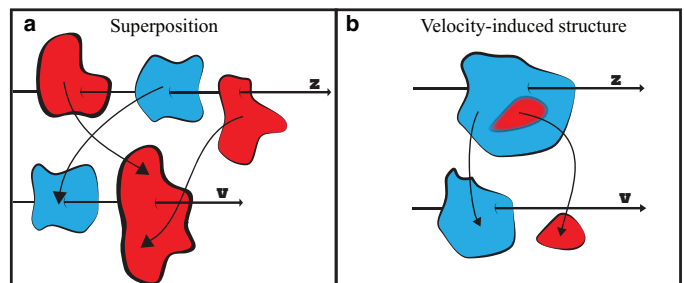 a Superposition
z
v
b Velocity-induced structure
z
v